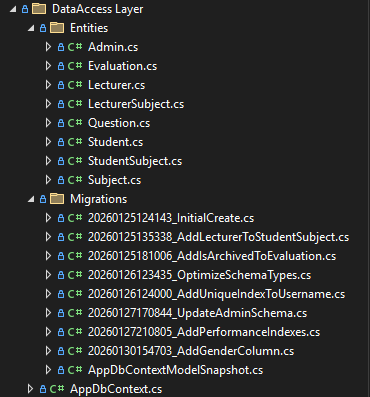 DataAccess Layer
Entities
C# Admin.cs
C# Evaluation.cs
C# Lecturer.cs
C# LecturerSubject.cs
C# Question.cs
C# Student.cs
C# StudentSubject.cs
C# Subject.cs
Migrations
C# 20260125124143_InitialCreate.cs
C# 20260125135338_AddLecturerToStudentSubject.cs
C# 20260125181006_AddIsArchivedToEvaluation.cs
C# 20260126123435_OptimizeSchemaTypes.cs
C# 20260126124000_AddUniqueIndexToUsername.cs
C# 20260127170844_UpdateAdminSchema.cs
C# 20260127210805_AddPerformanceIndexes.cs
C# 20260130154703_AddGenderColumn.cs
C# AppDbContextModelSnapshot.cs
C# AppDbContext.cs